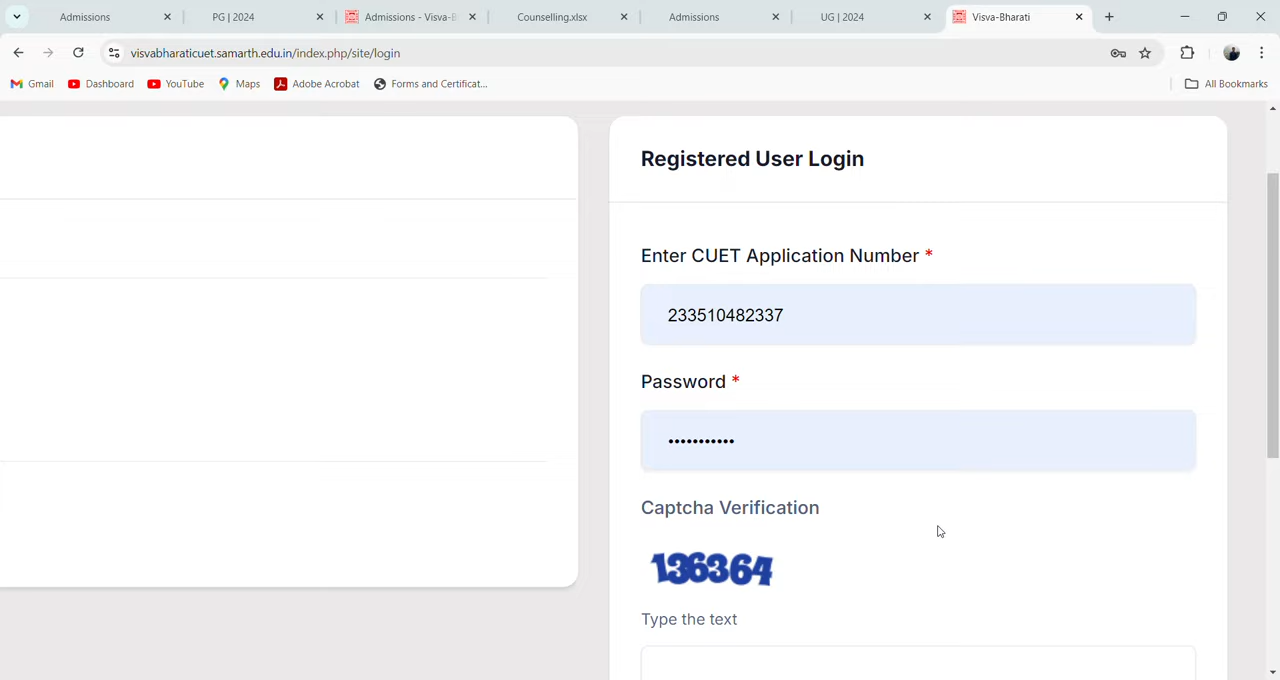 Admissions
PG | 2024
Admissions - Visva-B
Counselling.xlsx
Admissions
UG | 2024
Visva-Bharati
visvabharaticuet.samarth.edu.in/index.php/site/login
Gmail
Dashboard
YouTube
Maps
Adobe Acrobat
Forms and Certificat...
All Bookmarks
Registered User Login
Enter CUET Application Number *
233510482337
Password *
•••••••••••
Captcha Verification
136364
Type the text